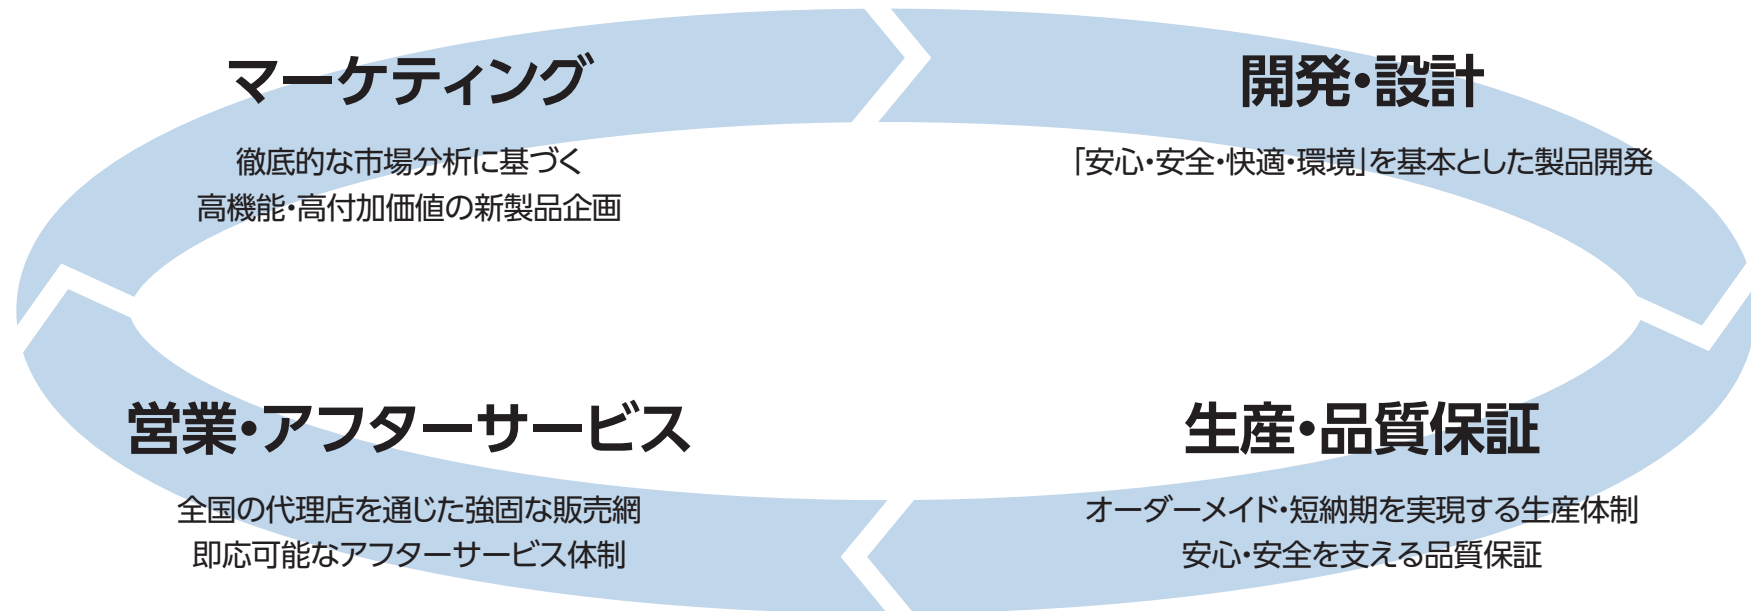 マーケティング
徹底的な市場分析に基づく
高機能・高付加価値の新製品企画
開発・設計
「安心・安全・快適・環境」を基本とした製品開発
営業・アフターサービス
全国の代理店を通じた強固な販売網
即応可能なアフターサービス体制
生産・品質保証
オーダーメイド・短納期を実現する生産体制
安心・安全を支える品質保証